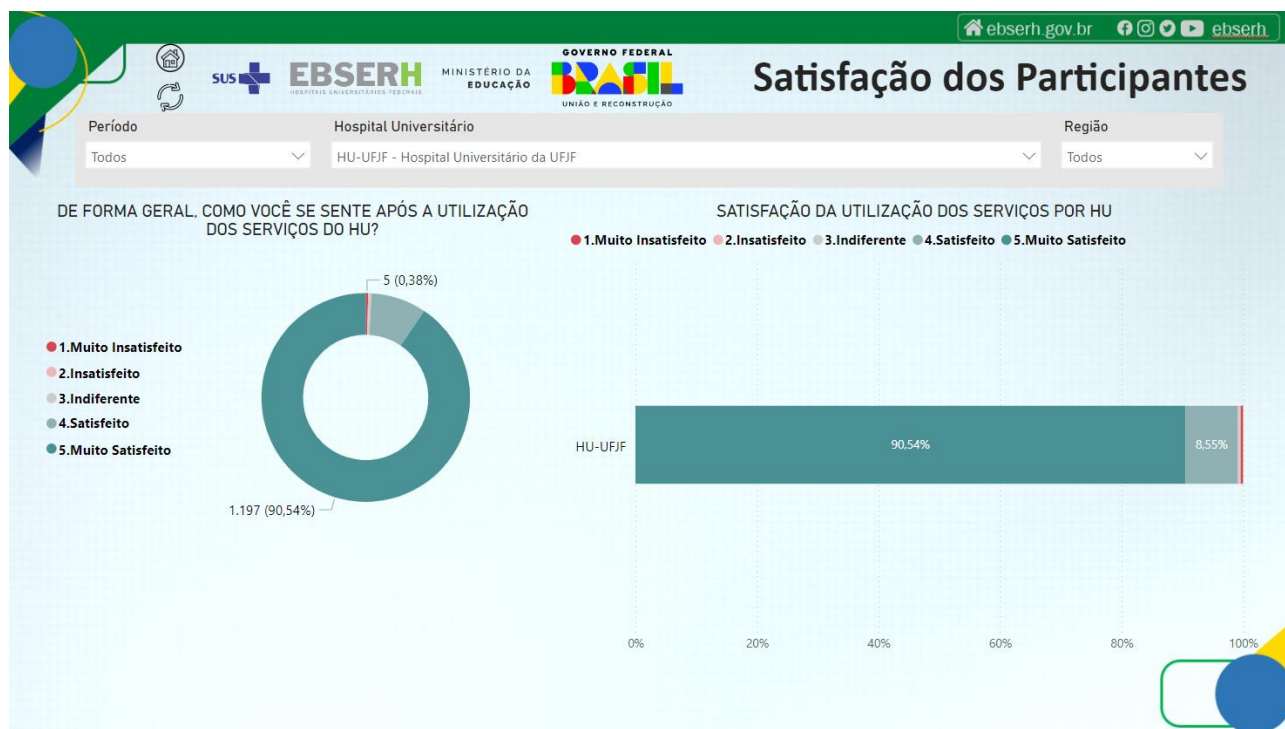 ebserh.gov.br
ebserh
SUS
EBSERH
HOSPITAIS UNIVERSITÁRIOS FEDERAIS
MINISTÉRIO DA
EDUCAÇÃO
GOVERNO FEDERAL
BRASIL
UNIÃO E RECONSTRUÇÃO
Satisfação dos Participantes
Período
Todos
Hospital Universitário
HU-UFJF - Hospital Universitário da UFJF
Região
Todos
DE FORMA GERAL, COMO VOCÊ SE SENTE APÓS A UTILIZAÇÃO
DOS SERVIÇOS DO HU?
5 (0,38%)
1.Muito Insatisfeito
2.Insatisfeito
3.Indiferente
4.Satisfeito
5.Muito Satisfeito
1.197 (90,54%)
SATISFAÇÃO DA UTILIZAÇÃO DOS SERVIÇOS POR HU
1.Muito Insatisfeito 2.Insatisfeito 3.Indiferente 4.Satisfeito 5.Muito Satisfeito
HU-UFJF
90,54%
8,55%
0% 20% 40% 60% 80% 100%